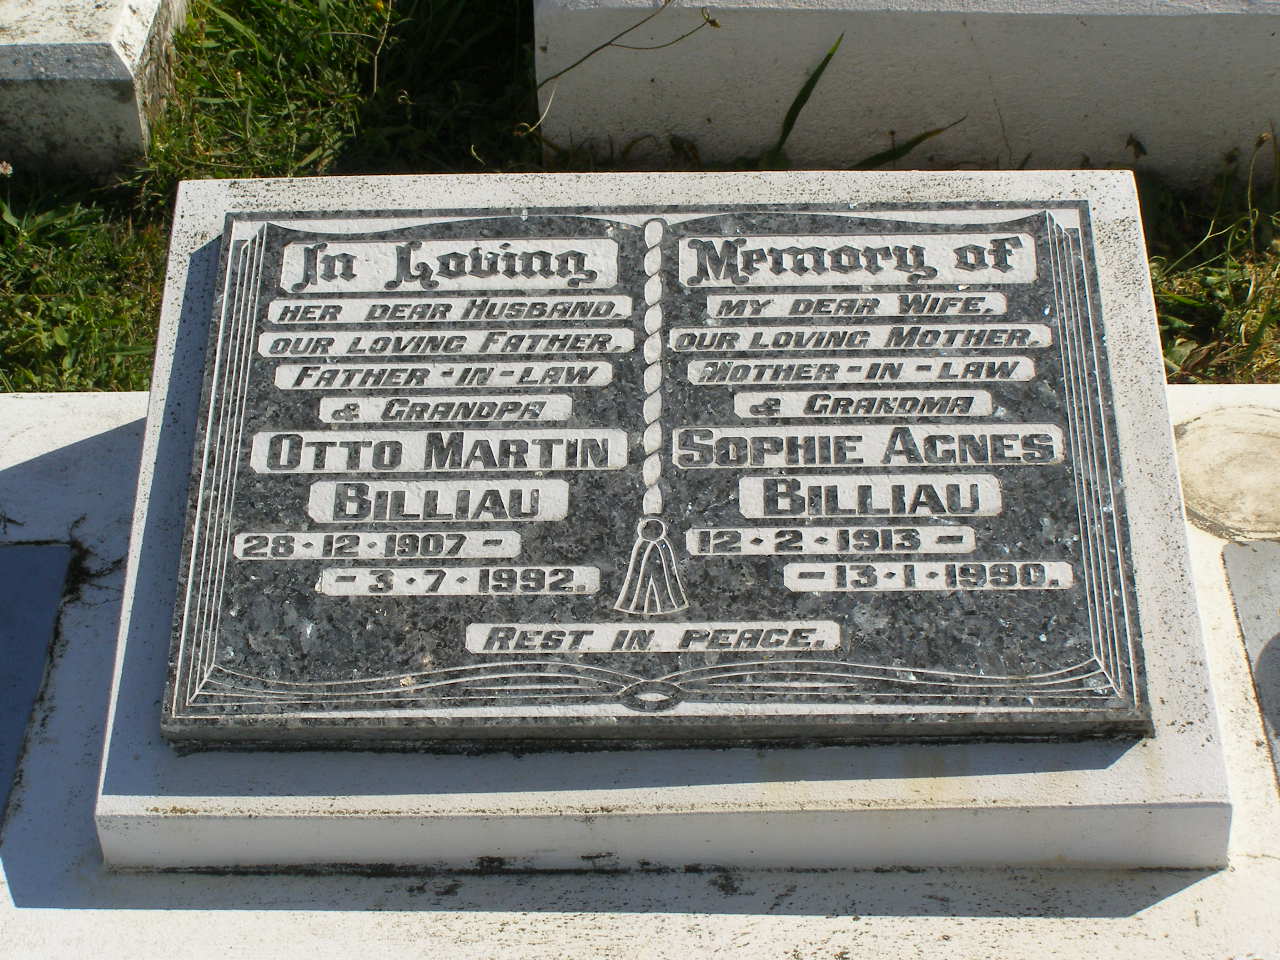 In Loving
HER DEAR HUSBAND.
OUR LOVING FATHER.
FATHER-IN-LAW
& GRANDPA
OTTO MARTIN
BILLIAU
28·12·1907-
-3·7·1992.
Memory of
MY DEAR WIFE.
OUR LOVING MOTHER.
MOTHER-IN-LAW
& GRANDMA
SOPHIE AGNES
BILLIAU
12·2·1913-
-13·1·1990.
REST IN PEACE.